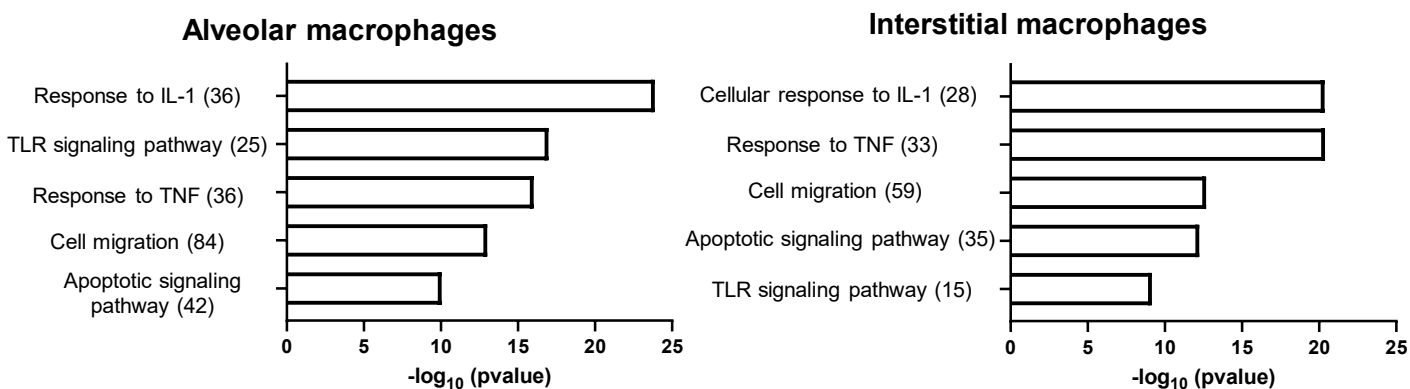 Alveolar macrophages
Response to IL-1 (36)
TLR signaling pathway (25)
Response to TNF (36)
Cell migration (84)
Apoptotic signaling
pathway (42)
0 5 10 15 20 25
-log10 (pvalue)
Interstitial macrophages
Cellular response to IL-1 (28)
Response to TNF (33)
Cell migration (59)
Apoptotic signaling pathway (35)
TLR signaling pathway (15)
0 5 10 15 20 25
-log10 (pvalue)